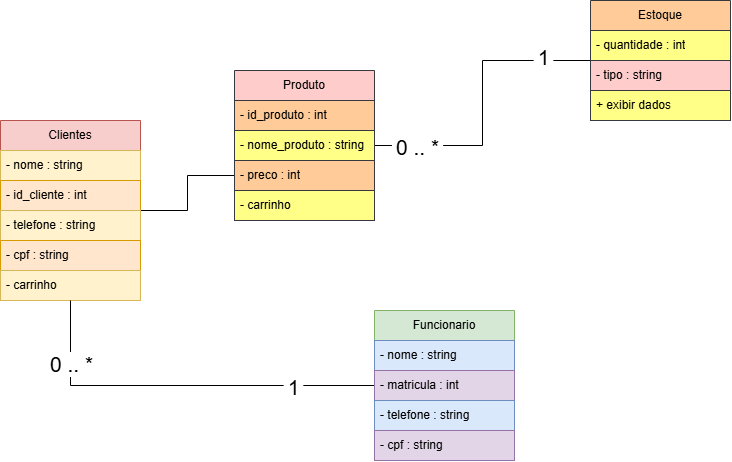 Estoque
- quantidade : int
- tipo : string
+ exibir dados
1
Produto
- id_produto : int
- nome_produto : string
- preco : int
- carrinho
0 .. *
Clientes
- nome : string
- id_cliente : int
- telefone : string
- cpf : string
- carrinho
0 .. *
1
Funcionario
- nome : string
- matricula : int
- telefone : string
- cpf : string